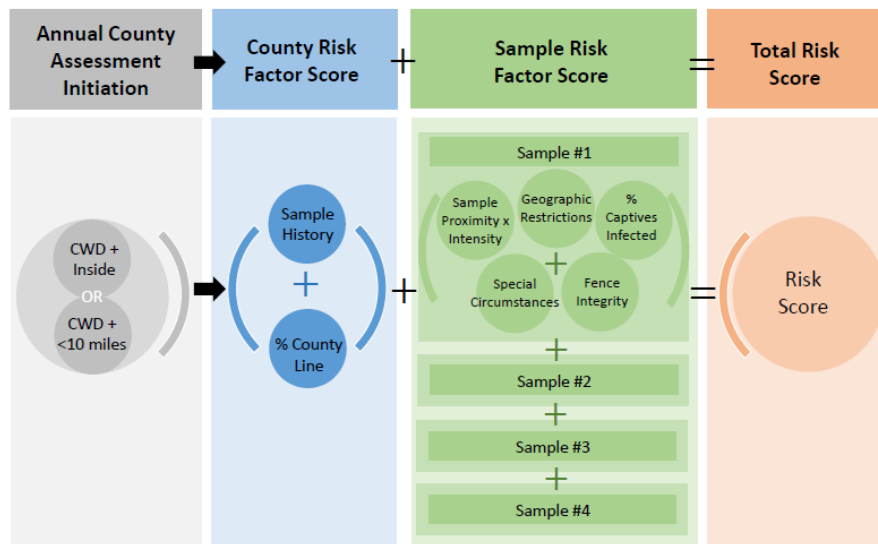 Annual County
Assessment
Initiation
County Risk
Factor Score
+
Sample Risk
Factor Score
=
Total Risk
Score
CWD +
Inside
OR
CWD +
<10 miles
Sample
History
+
% County
Line
+
Sample #1
Sample
Proximity x
Intensity
Geographic
Restrictions
%
Captives
Infected
+
Special
Circumstances
Fence
Integrity
+
Sample #2
+
Sample #3
+
Sample #4
=
Risk
Score